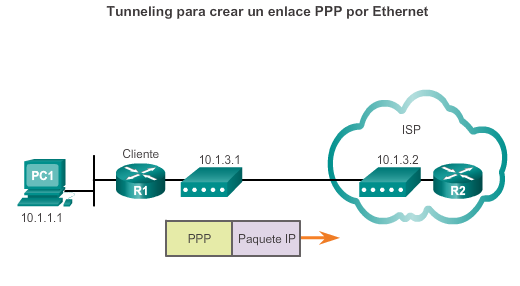 Tunneling para crear un enlace PPP por Ethernet
ISP
Cliente
10.1.3.1
10.1.3.2
PC1
R1
R2
10.1.1.1
PPP
Paquete IP